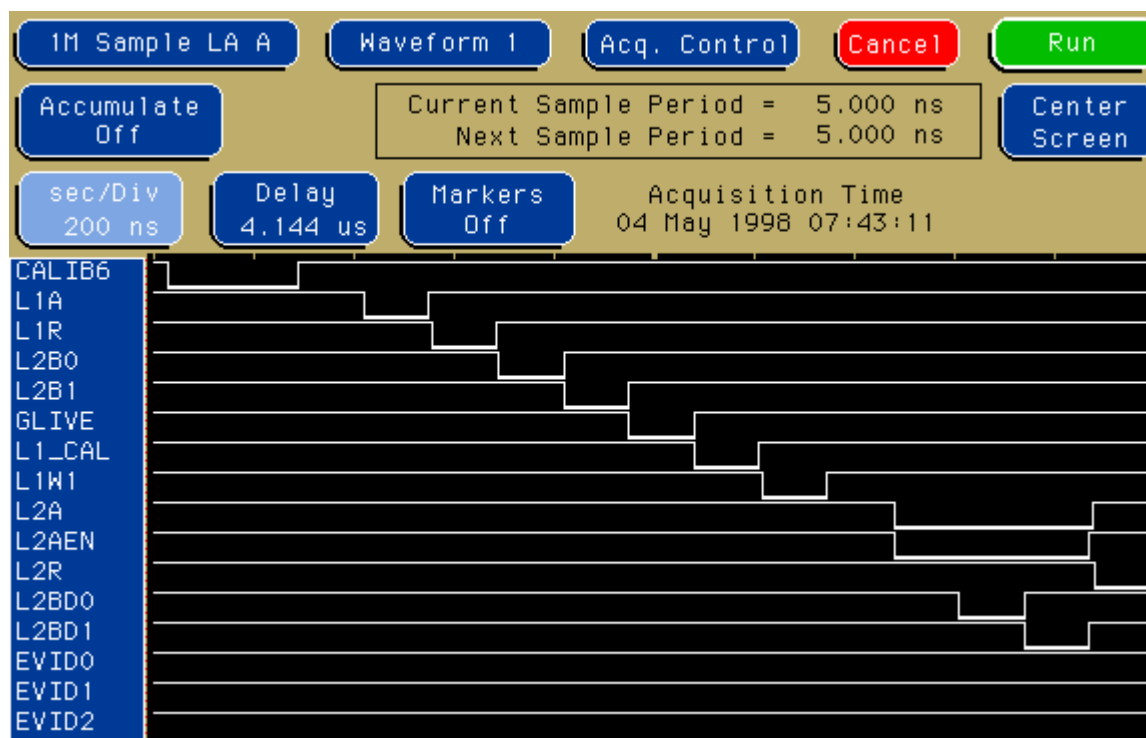 1M Sample LA A Waveform 1 Acq. Control Cancel Run
Accumulate
Off
Current Sample Period = 5.000 ns
Next Sample Period = 5.000 ns
Center
Screen
sec/Div
200 ns
Delay
4.144 us
Markers
Off
Acquisition Time
04 May 1998 07:43:11
CALIB6
L1A
L1R
L2B0
L2B1
GLIVE
L1_CAL
L1W1
L2A
L2AEN
L2R
L2BD0
L2BD1
EVID0
EVID1
EVID2